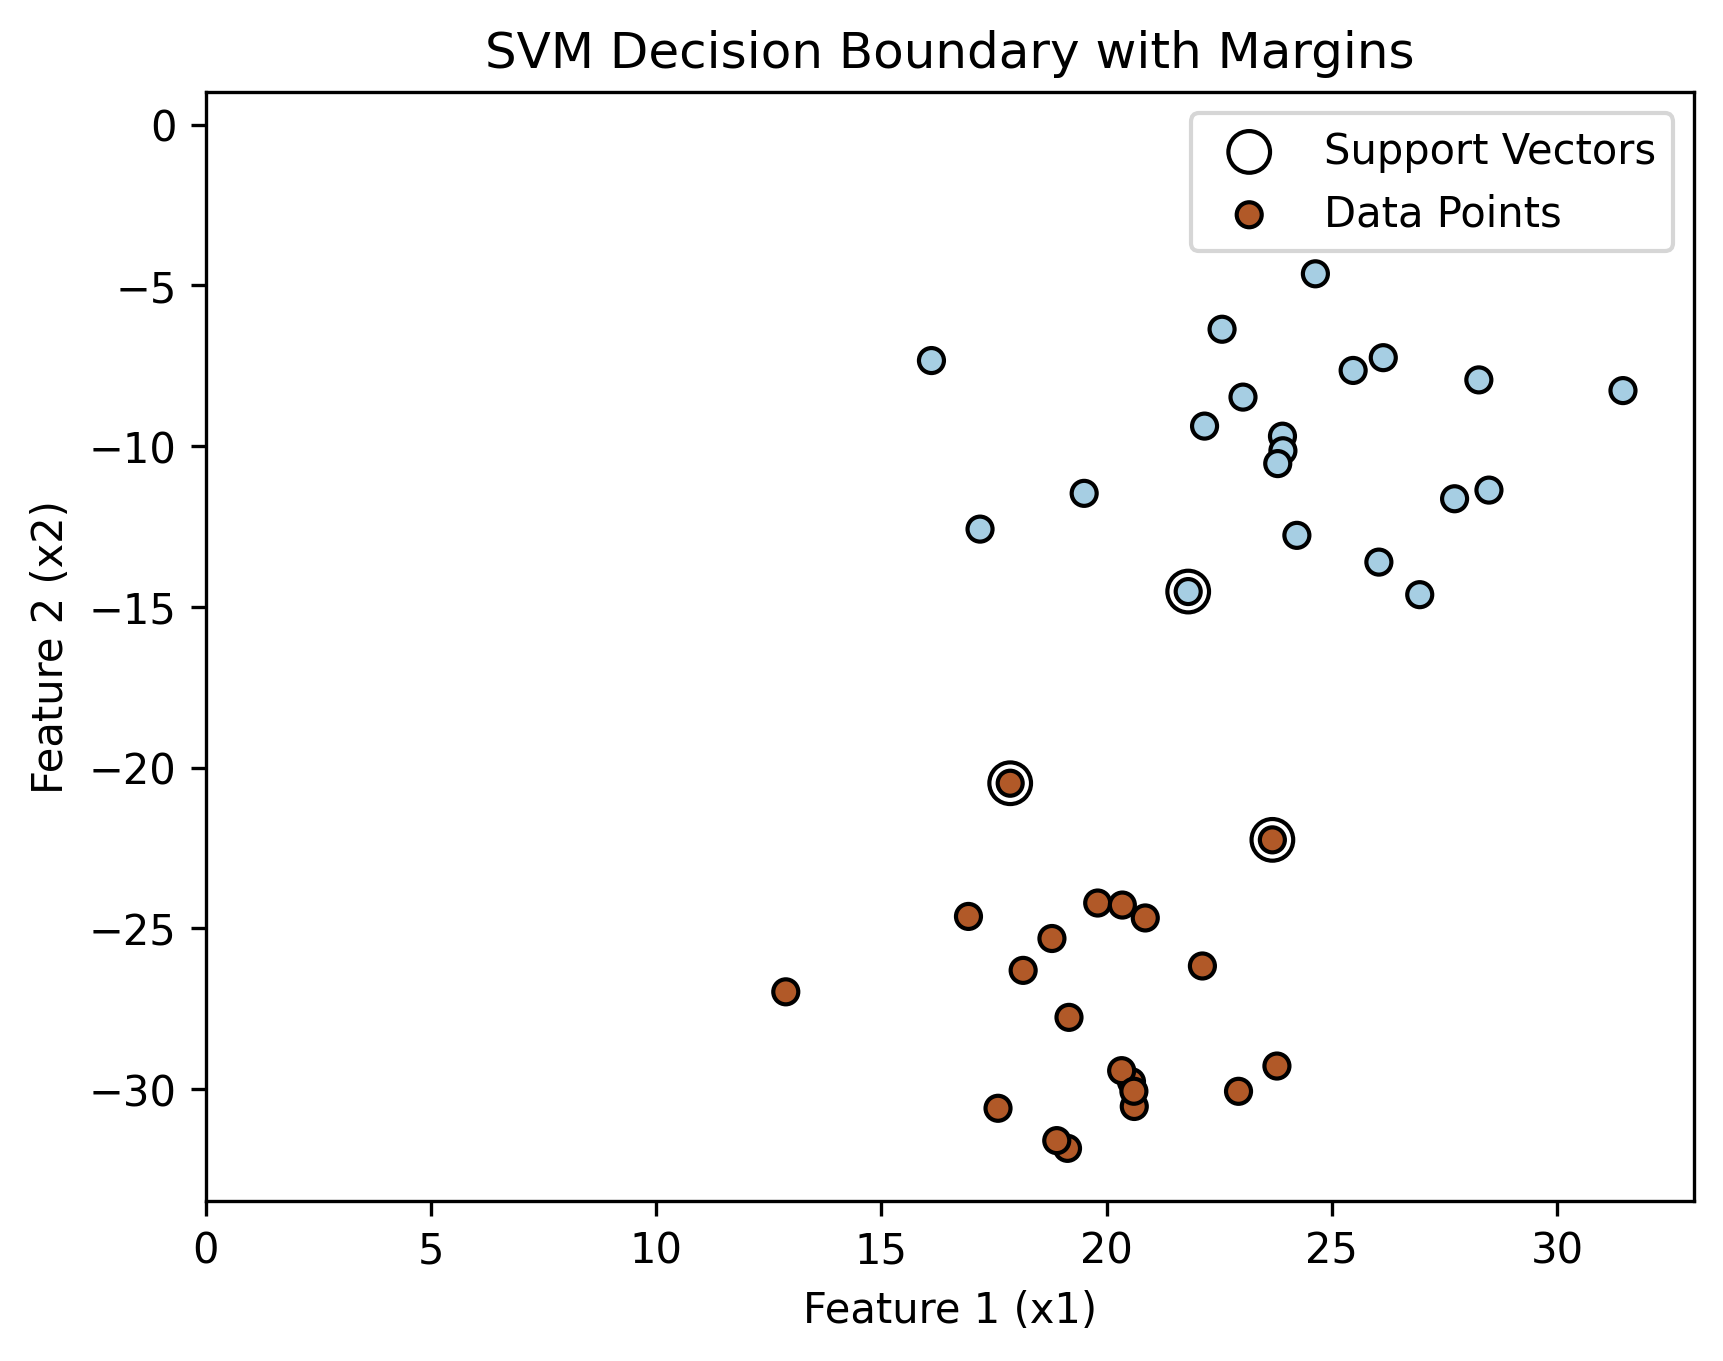 SVM Decision Boundary with Margins
Support Vectors
Data Points
0
−5
−10
−15
−20
−25
−30
Feature 2 (x2)
0 5 10 15 20 25 30
Feature 1 (x1)